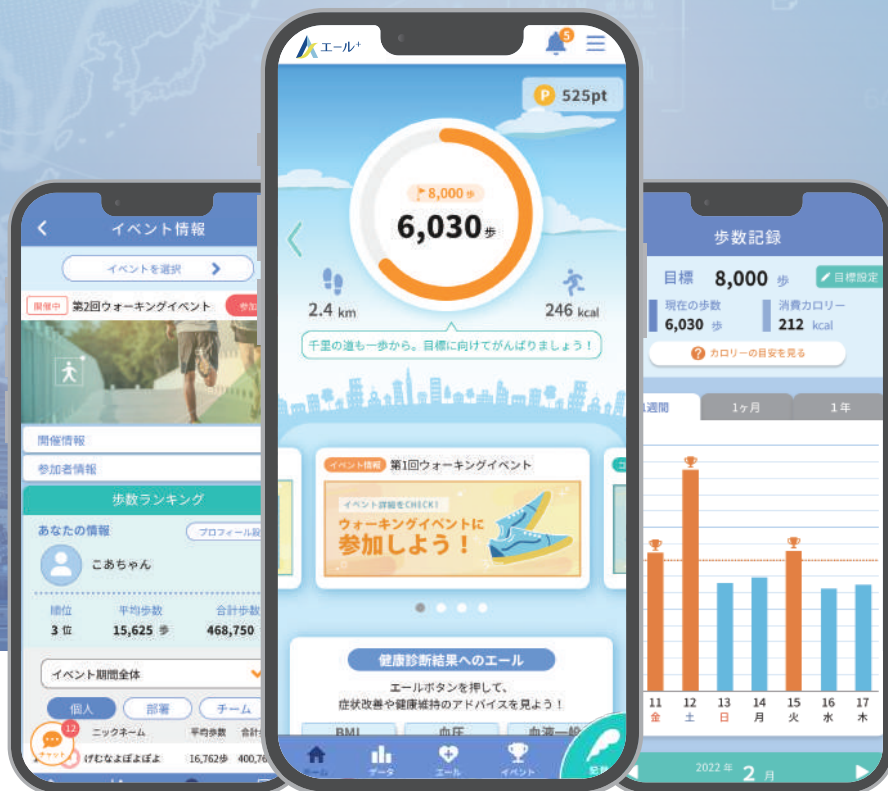 イベント情報
イベントを選択
開催中 第2回ウォーキングイベント
開催情報
参加者情報
歩数ランキング
あなたの情報
こあちゃん
順位 平均歩数 合計歩数
3 位 15,625 歩 468,750
イベント期間全体
個人 部署 チーム
ニックネーム 平均歩数
12
チャット
げむなよぽよぽよ 16,762歩
エール+
5
P 525pt
8,000 歩
6,030 歩
2.4 km
246 kcal
千里の道も一歩から。目標に向けてがんばりましょう！
イベント情報 第1回ウォーキングイベント
イベント詳細をCHECK！
ウォーキングイベントに
参加しよう！
健康診断結果へのエール
エールボタンを押して、
症状改善や健康維持のアドバイスを見よう！
BMI 血圧 血液一般
ホーム データ エール イベント 記録
歩数記録
目標 8,000 歩 目標設定
現在の歩数 消費カロリー
6,030 歩 212 kcal
カロリーの目安を見る
週間 1ヶ月 1年
11 12 13 14 15 16 17
金 土 日 月 火 水 木
2022 年 2 月